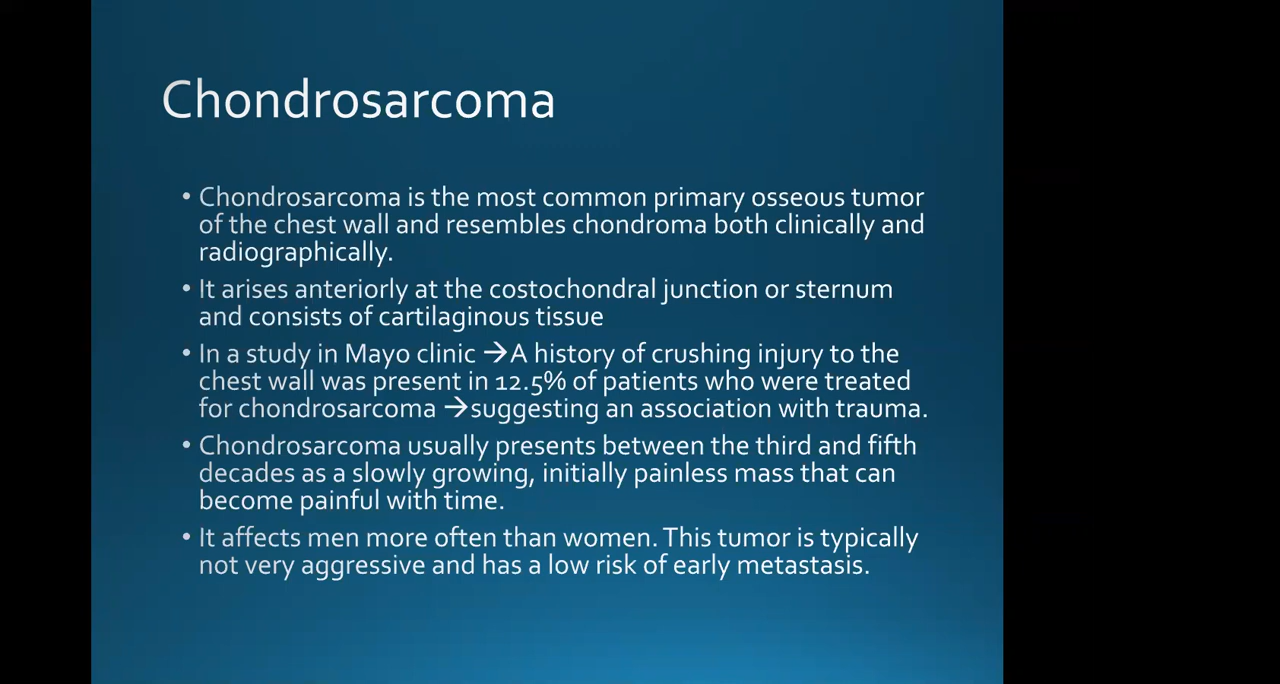 Chondrosarcoma
• Chondrosarcoma is the most common primary osseous tumor
of the chest wall and resembles chondroma both clinically and
radiographically.
• It arises anteriorly at the costochondral junction or sternum
and consists of cartilaginous tissue
• In a study in Mayo clinic →A history of crushing injury to the
chest wall was present in 12.5% of patients who were treated
for chondrosarcoma →suggesting an association with trauma.
• Chondrosarcoma usually presents between the third and fifth
decades as a slowly growing, initially painless mass that can
become painful with time.
• It affects men more often than women. This tumor is typically
not very aggressive and has a low risk of early metastasis.